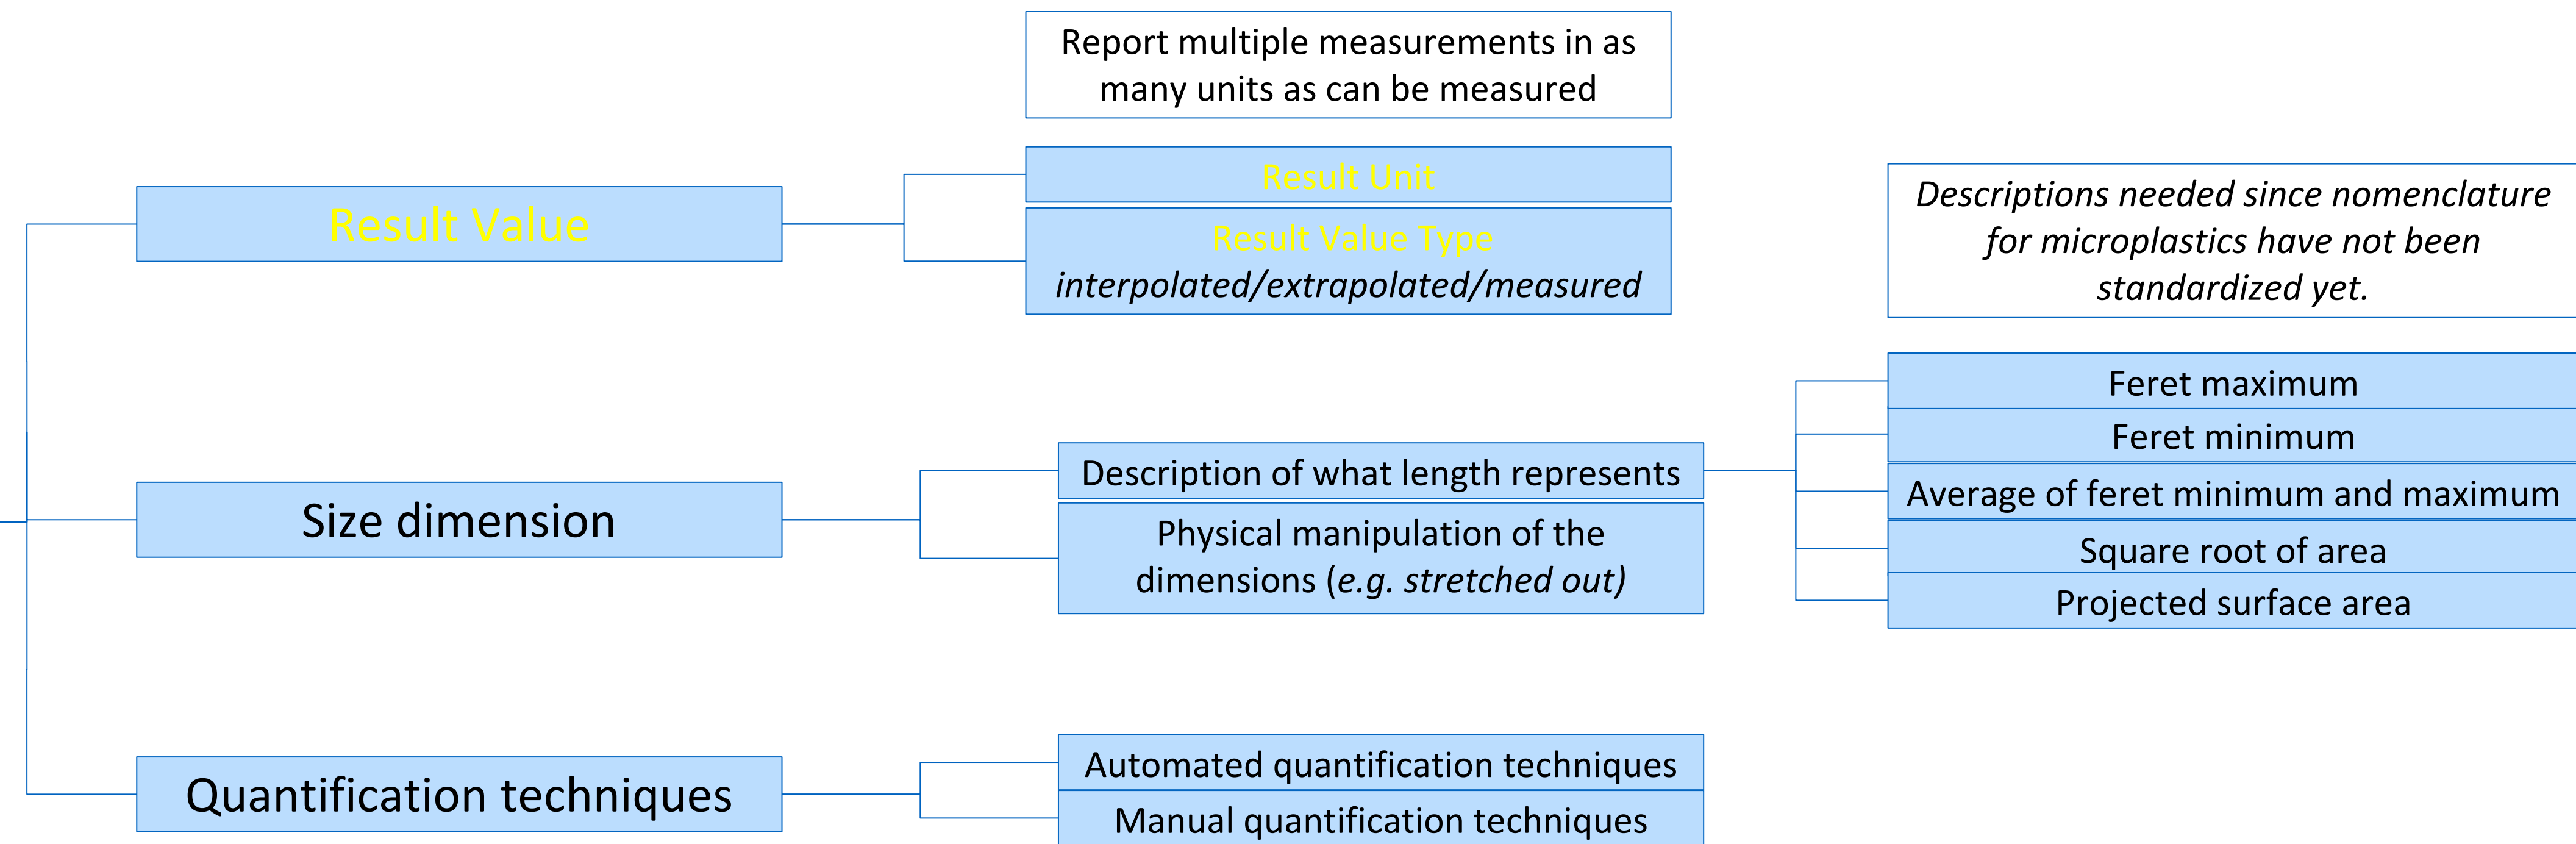 Report multiple measurements in as
many units as can be measured
Result Value
Result Unit
Result Value Type
interpolated/extrapolated/measured
Descriptions needed since nomenclature
for microplastics have not been
standardized yet.
Size dimension
Description of what length represents
Physical manipulation of the
dimensions (e.g. stretched out)
Feret maximum
Feret minimum
Average of feret minimum and maximum
Square root of area
Projected surface area
Quantification techniques
Automated quantification techniques
Manual quantification techniques